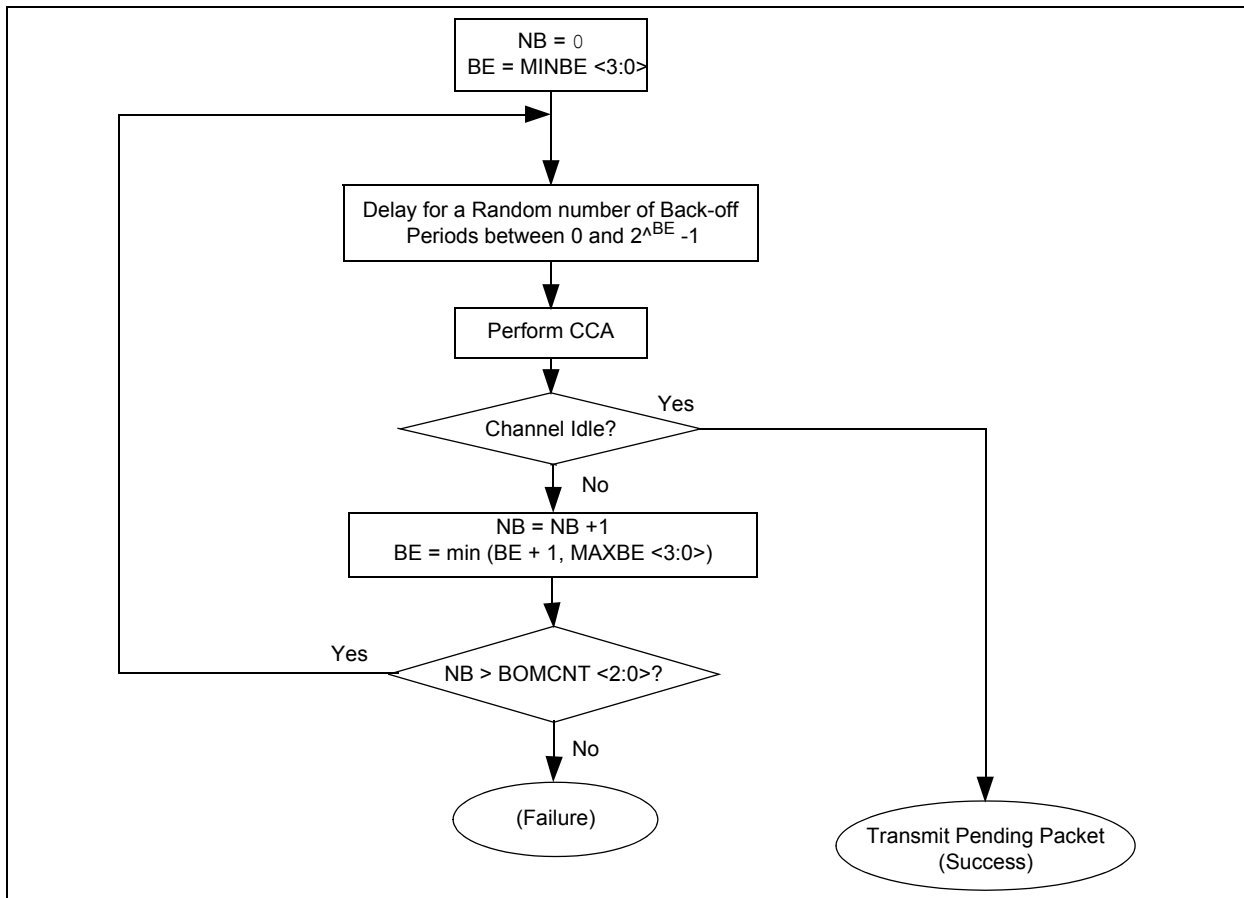 NB = 0
BE = MINBE <3:0>
Delay for a Random number of Back-off
Periods between 0 and 2^BE -1
Perform CCA
Channel Idle?
Yes
No
NB = NB +1
BE = min (BE + 1, MAXBE <3:0>)
Yes
NB > BOMCNT <2:0>?
No
(Failure)
Transmit Pending Packet
(Success)